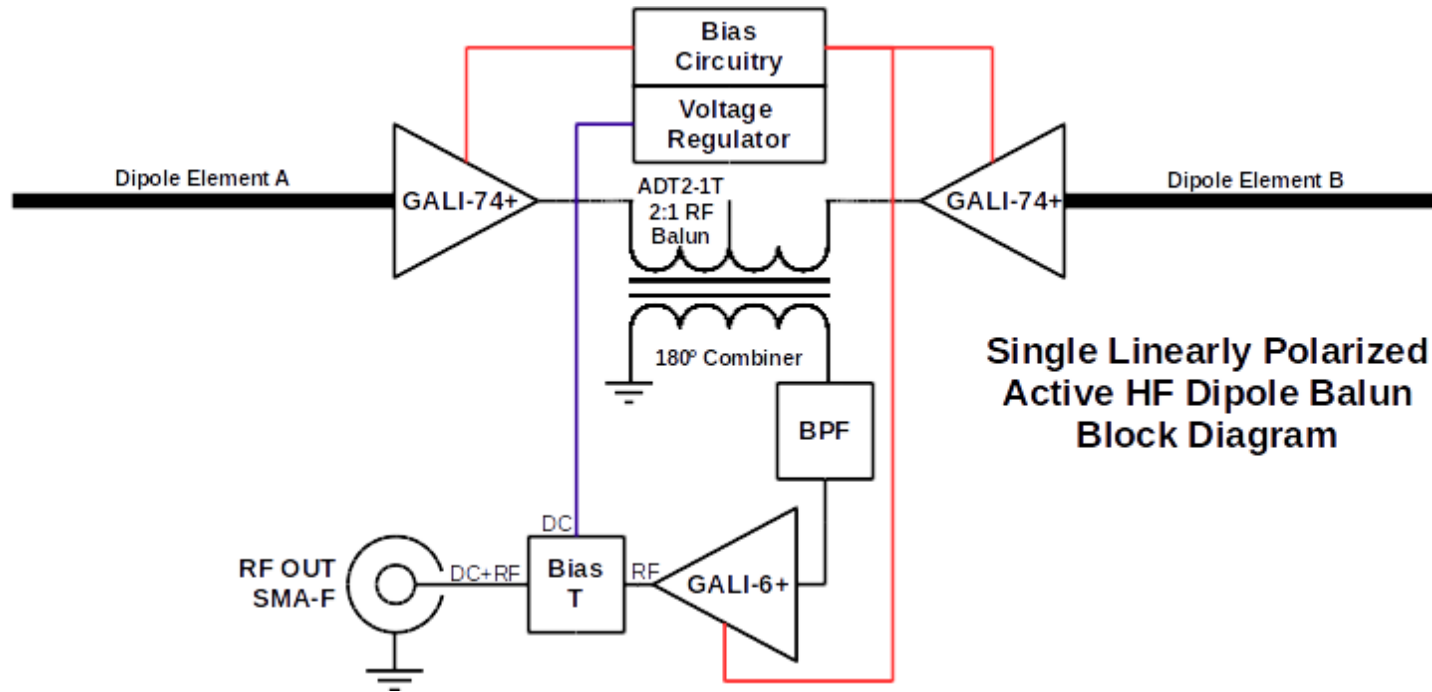 Bias
Circuitry
Voltage
Regulator
Dipole Element A
GALI-74+
ADT2-1T
2:1 RF
Balun
GALI-74+
Dipole Element B
180º Combiner
Single Linearly Polarized
Active HF Dipole Balun
Block Diagram
BPF
DC
RF OUT
SMA-F
DC+RF
Bias
T
RF
GALI-6+